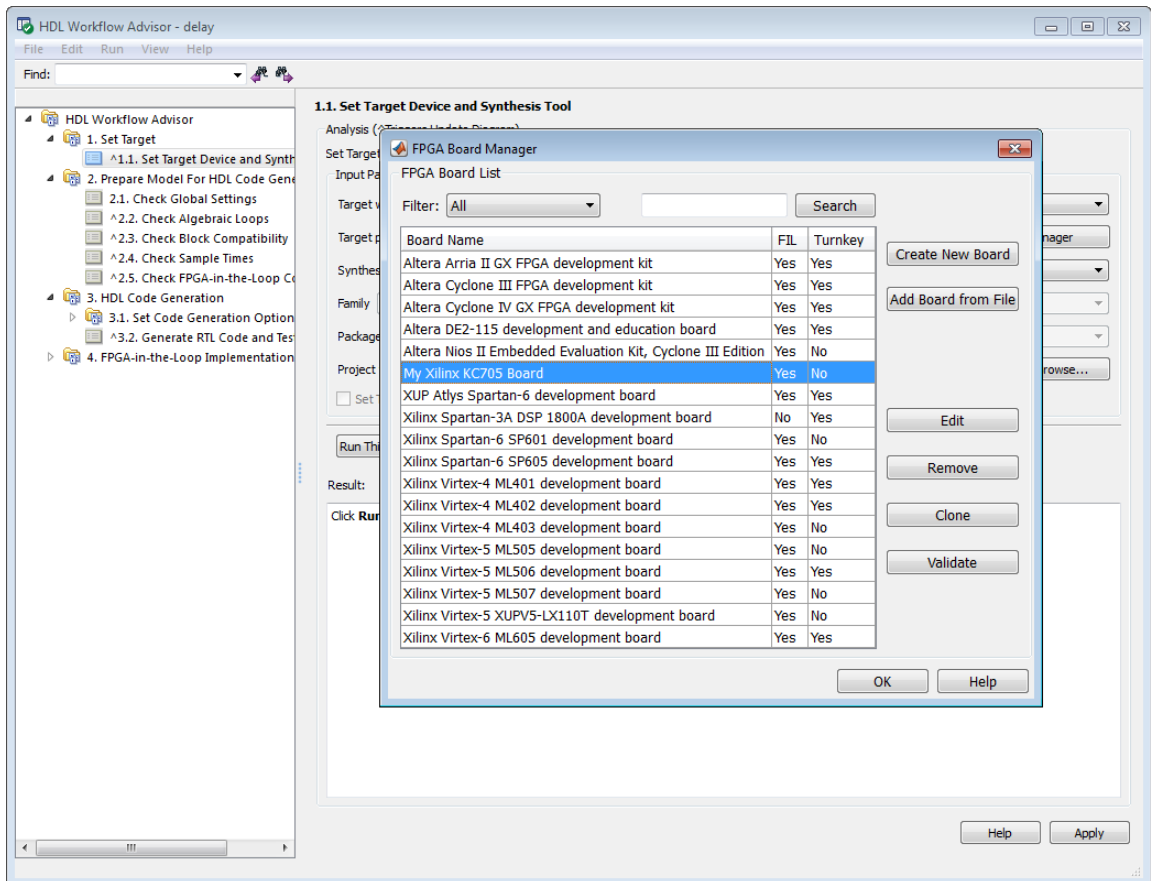 HDL Workflow Advisor - delay
File Edit Run View Help
Find:
HDL Workflow Advisor
1. Set Target
^1.1. Set Target Device and Synth
2. Prepare Model For HDL Code Gene
2.1. Check Global Settings
^2.2. Check Algebraic Loops
^2.3. Check Block Compatibility
^2.4. Check Sample Times
^2.5. Check FPGA-in-the-Loop Co
3. HDL Code Generation
3.1. Set Code Generation Option
^3.2. Generate RTL Code and Tes
4. FPGA-in-the-Loop Implementation
1.1. Set Target Device and Synthesis Tool
Analysis (^Triggers Update Diagram)
Set Target
Input Pa
Target w
Target p
nager
Synthes
Family
Package
Project
rowse...
Set T
Run Thi
Result:
Click Run
FPGA Board Manager
FPGA Board List
Filter: All Search
Board Name FIL Turnkey
Altera Arria II GX FPGA development kit Yes Yes
Altera Cyclone III FPGA development kit Yes Yes
Altera Cyclone IV GX FPGA development kit Yes Yes
Altera DE2-115 development and education board Yes Yes
Altera Nios II Embedded Evaluation Kit, Cyclone III Edition Yes No
My Xilinx KC705 Board Yes No
XUP Atlys Spartan-6 development board Yes Yes
Xilinx Spartan-3A DSP 1800A development board No Yes
Xilinx Spartan-6 SP601 development board Yes No
Xilinx Spartan-6 SP605 development board Yes Yes
Xilinx Virtex-4 ML401 development board Yes Yes
Xilinx Virtex-4 ML402 development board Yes Yes
Xilinx Virtex-4 ML403 development board Yes No
Xilinx Virtex-5 ML505 development board Yes No
Xilinx Virtex-5 ML506 development board Yes Yes
Xilinx Virtex-5 ML507 development board Yes No
Xilinx Virtex-5 XUPV5-LX110T development board Yes No
Xilinx Virtex-6 ML605 development board Yes Yes
Create New Board
Add Board from File
Edit
Remove
Clone
Validate
OK Help
Help Apply